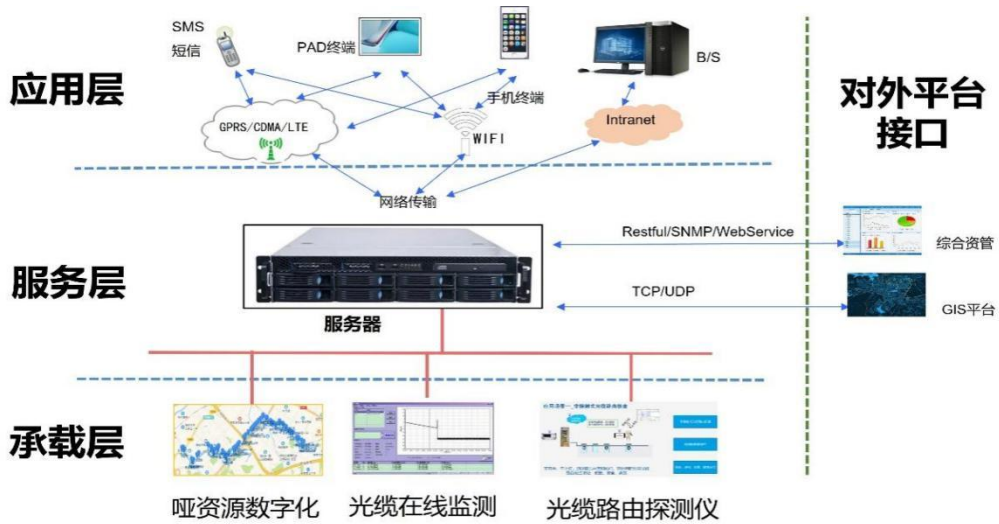 SMS
短信
PAD终端
B/S
应用层
手机终端
对外平台
接口
GPRS/CDMA/LTE
WIFI
Intranet
网络传输
Restful/SNMP/WebService
综合资管
服务层
TCP/UDP
GIS平台
服务器
承载层
哑资源数字化
光缆在线监测
光缆路由探测仪